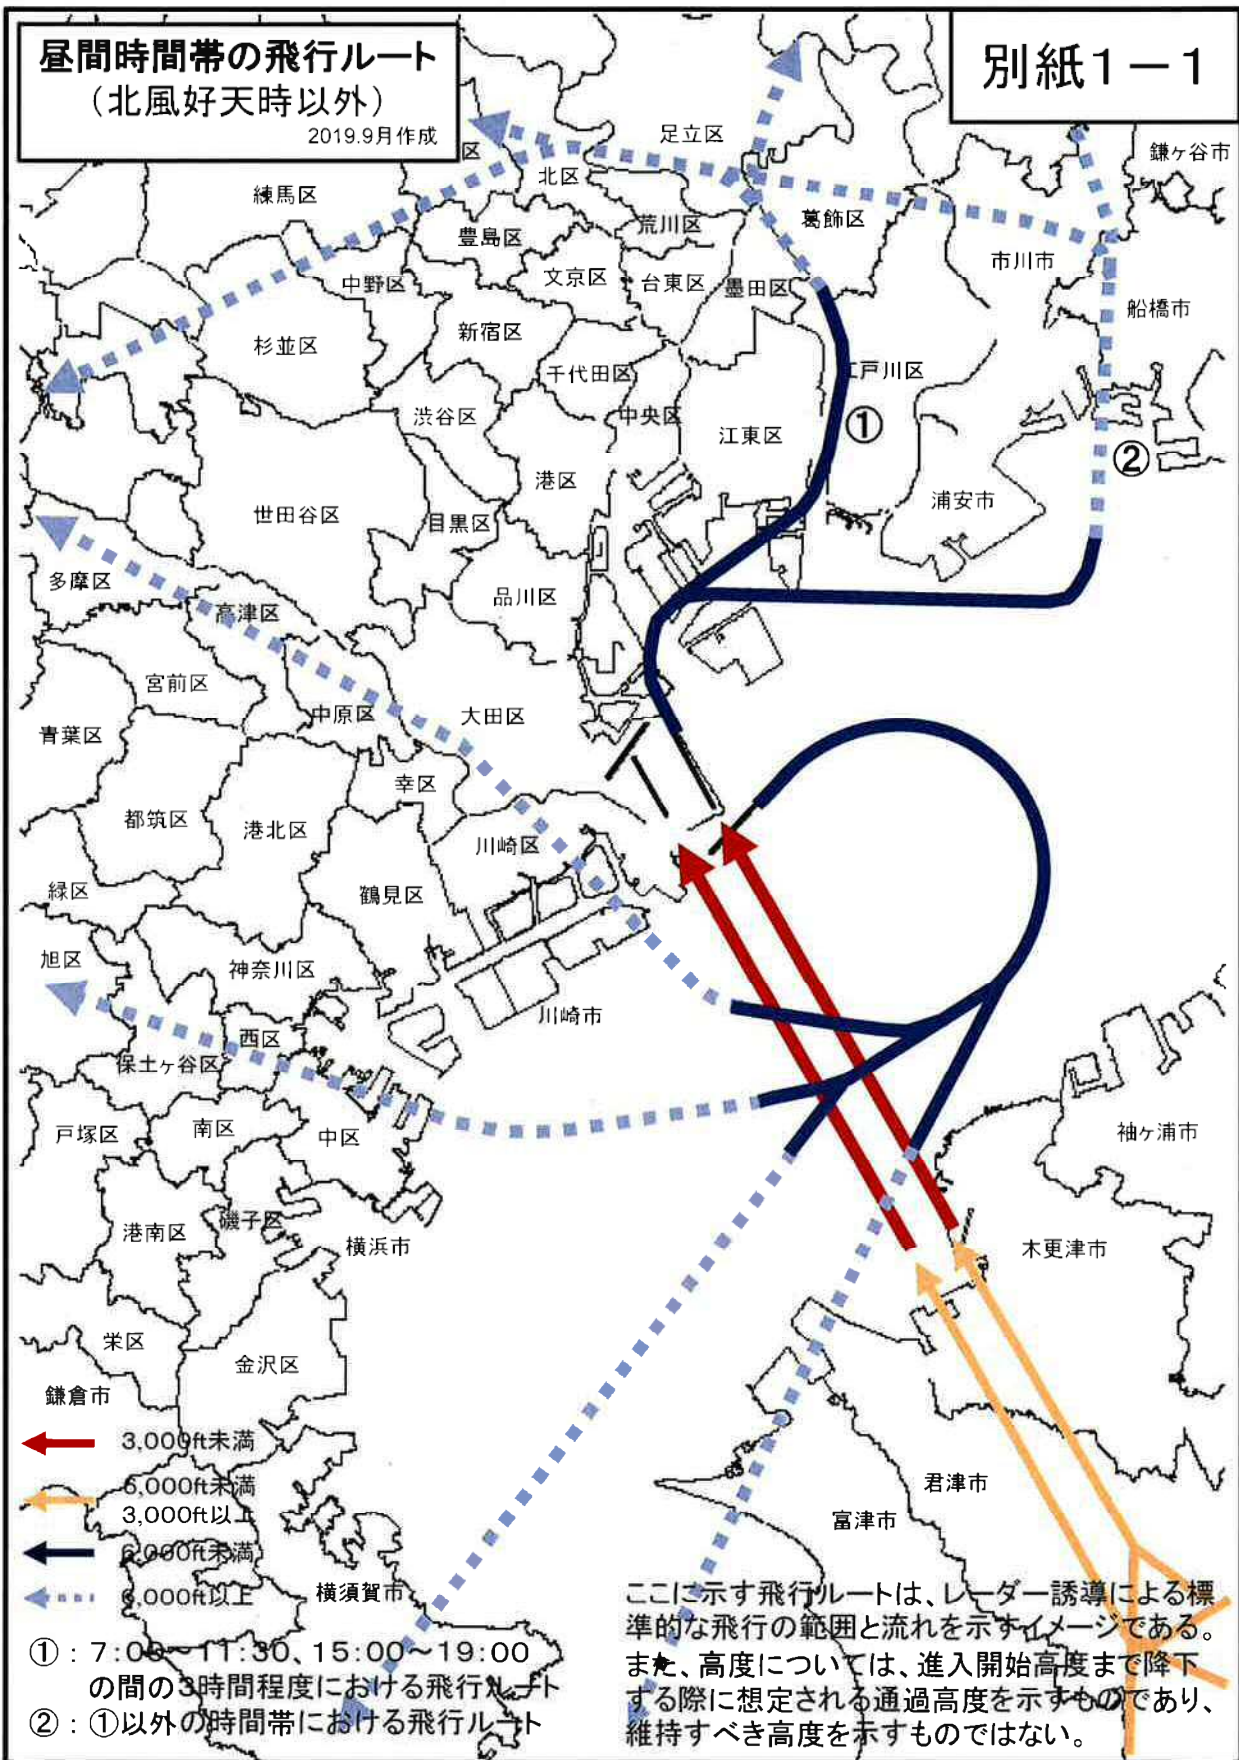 昼間時間帯の飛行ルート
(北風好天時以外)
2019.9月作成
別紙1-1
足立区
鎌ケ谷市
区
北区
練馬区
荒川区
葛飾区
豊島区
市川市
中野区
文京区
台東区
墨田区
船橋市
新宿区
杉並区
千代田区
江戸川区
渋谷区
中央区
江東区
①
②
港区
浦安市
世田谷区
目黒区
多摩区
高津区
品川区
宮前区
中原区
大田区
青葉区
幸区
都筑区
港北区
川崎区
緑区
鶴見区
旭区
神奈川区
川崎市
西区
保土ヶ谷区
戸塚区
南区
中区
袖ケ浦市
港南区
磯子区
横浜市
木更津市
栄区
金沢区
鎌倉市
3,000ft未満
6,000ft未満
3,000ft以上
君津市
富津市
6,000ft未満
6,000ft以上
横須賀市
①:7:00~11:30、15:00~19:00
の間の3時間程度における飛行ルート
②:①以外の時間帯における飛行ルート
ここに示す飛行ルートは、レーダー誘導による標
準的な飛行の範囲と流れを示すイメージである。
また、高度については、進入開始高度まで降下
する際に想定される通過高度を示すものであり、
維持すべき高度を示すものではない。